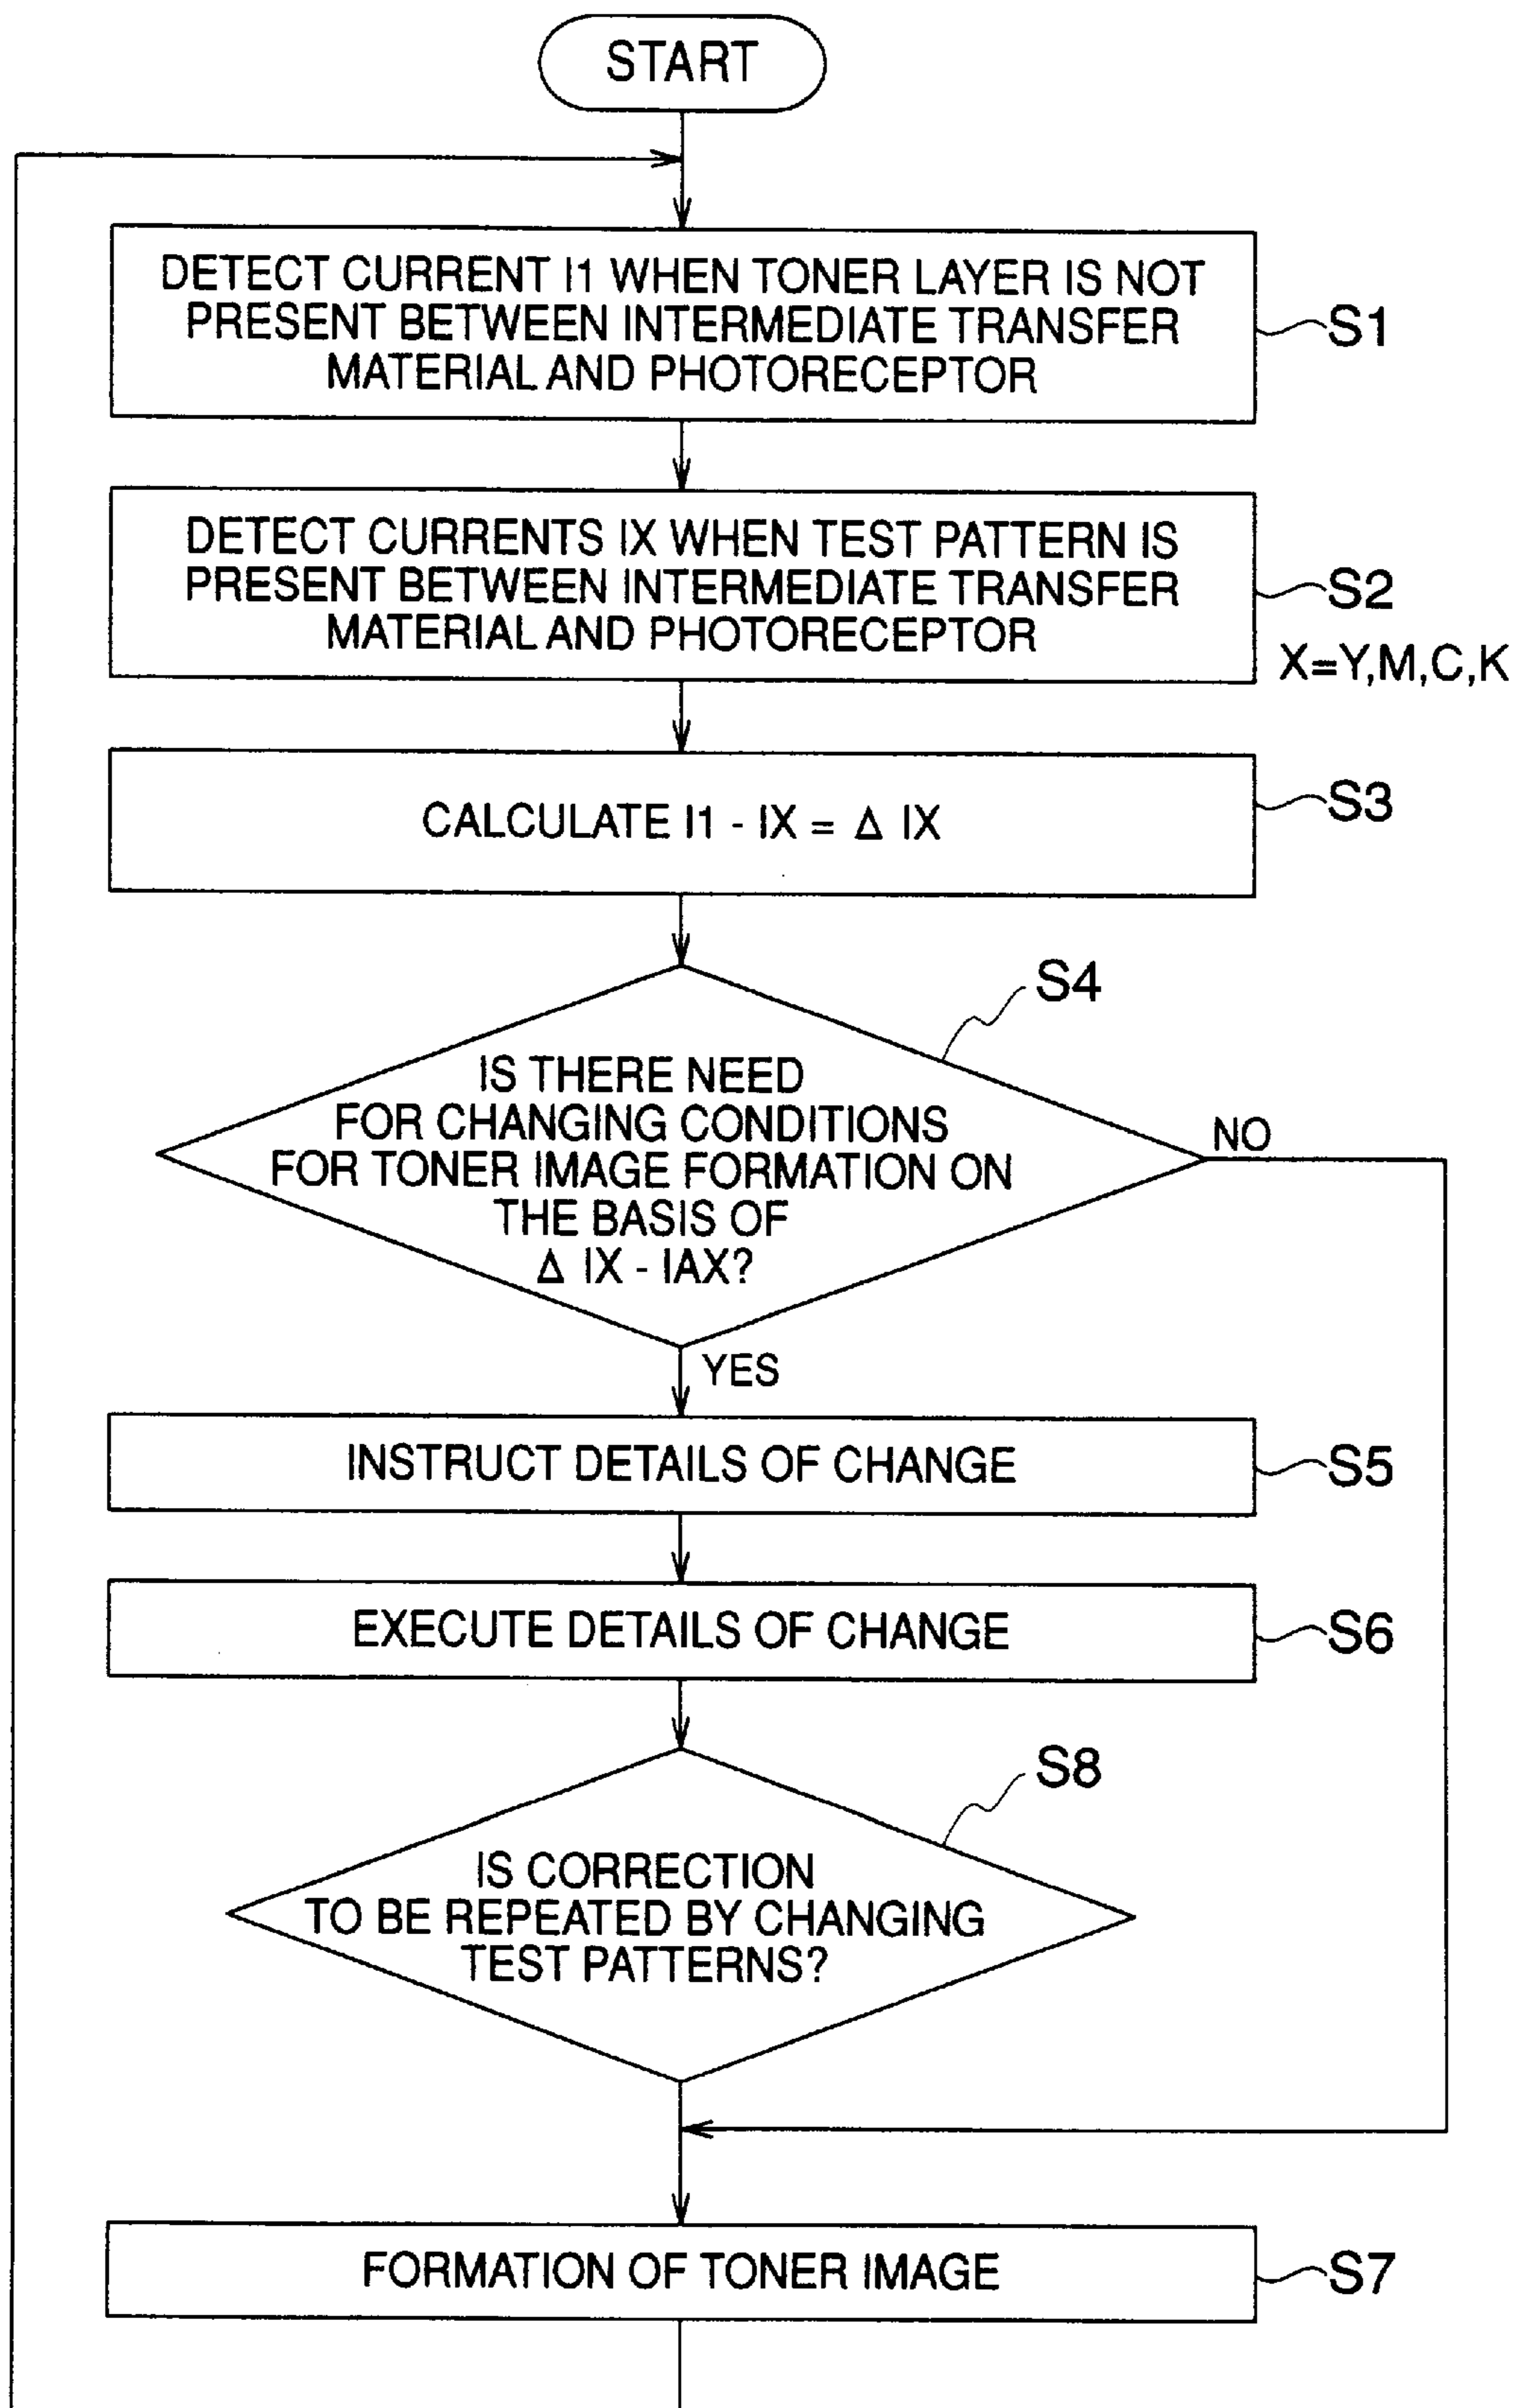 START
DETECT CURRENT I1 WHEN TONER LAYER IS NOT
PRESENT BETWEEN INTERMEDIATE TRANSFER
MATERIAL AND PHOTORECEPTOR
S1
DETECT CURRENTS IX WHEN TEST PATTERN IS
PRESENT BETWEEN INTERMEDIATE TRANSFER
MATERIAL AND PHOTORECEPTOR
S2
X=Y,M,C,K
CALCULATE I1 - IX = Δ IX
S3
S4
IS THERE NEED
FOR CHANGING CONDITIONS
FOR TONER IMAGE FORMATION ON
THE BASIS OF
Δ IX - IAX?
NO
YES
INSTRUCT DETAILS OF CHANGE
S5
EXECUTE DETAILS OF CHANGE
S6
S8
IS CORRECTION
TO BE REPEATED BY CHANGING
TEST PATTERNS?
FORMATION OF TONER IMAGE
S7